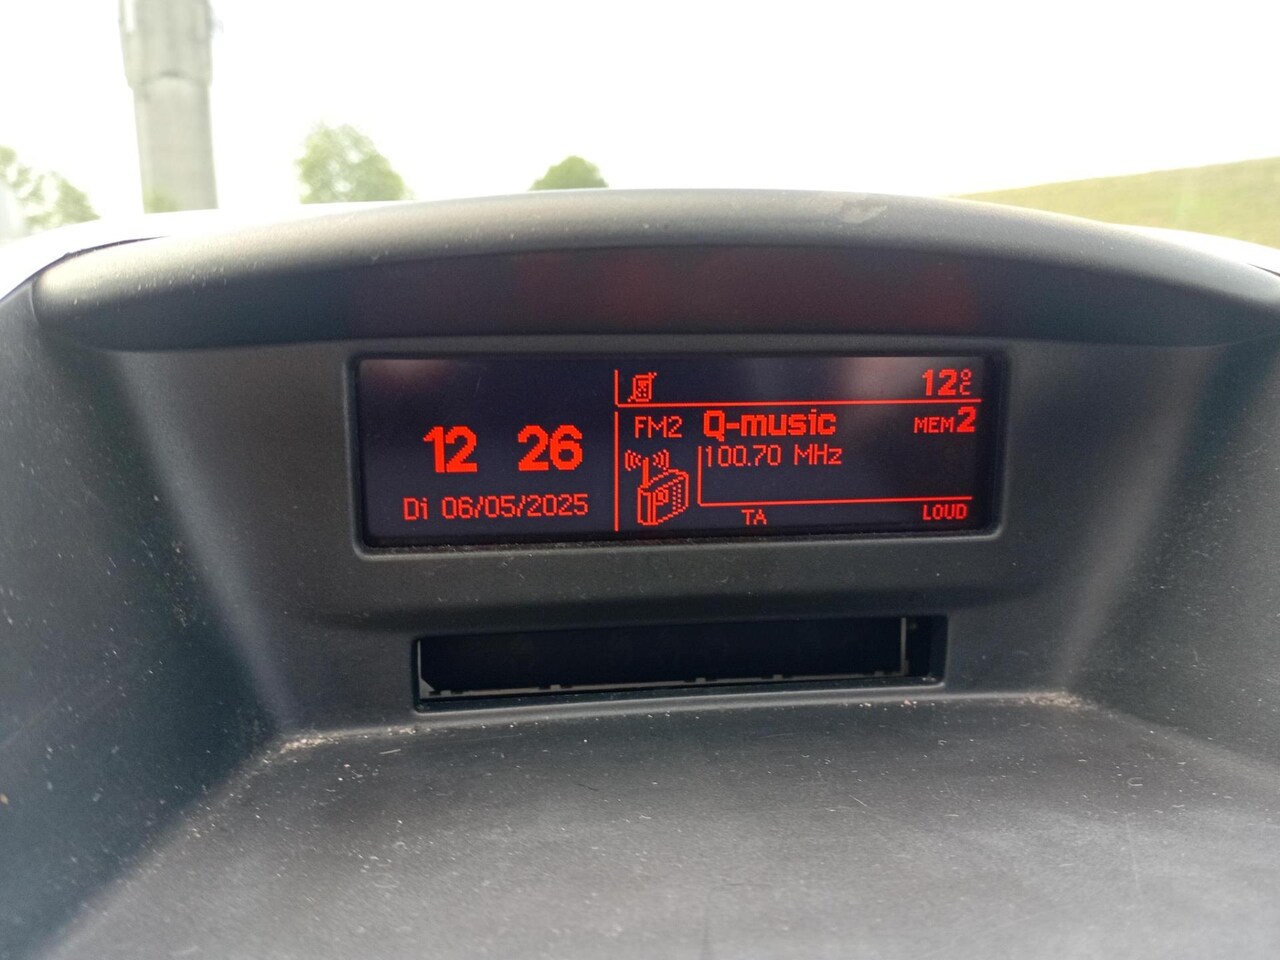 12 26
Di 06/05/2025
12°C
FM2 Q-music MEM2
100.70 MHz
TA LOUD